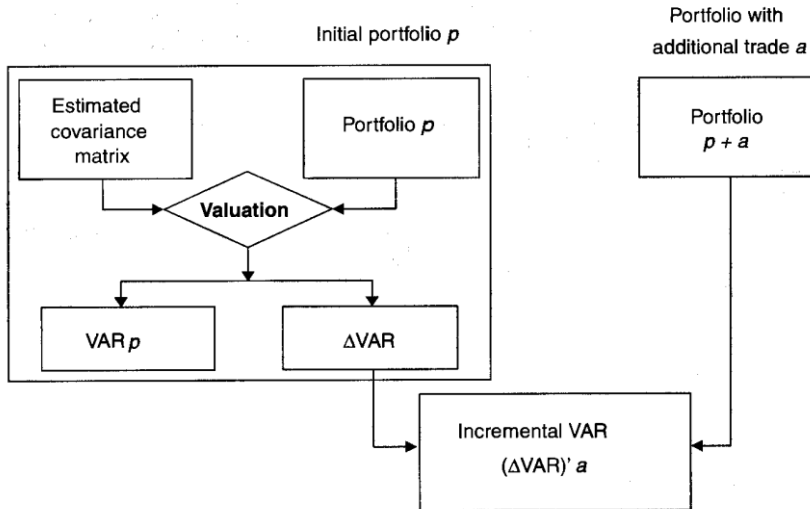 Initial portfolio p
Portfolio with
additional trade a
Estimated
covariance
matrix
Portfolio p
Portfolio
p + a
Valuation
VAR p
ΔVAR
Incremental VAR
(ΔVAR)' a